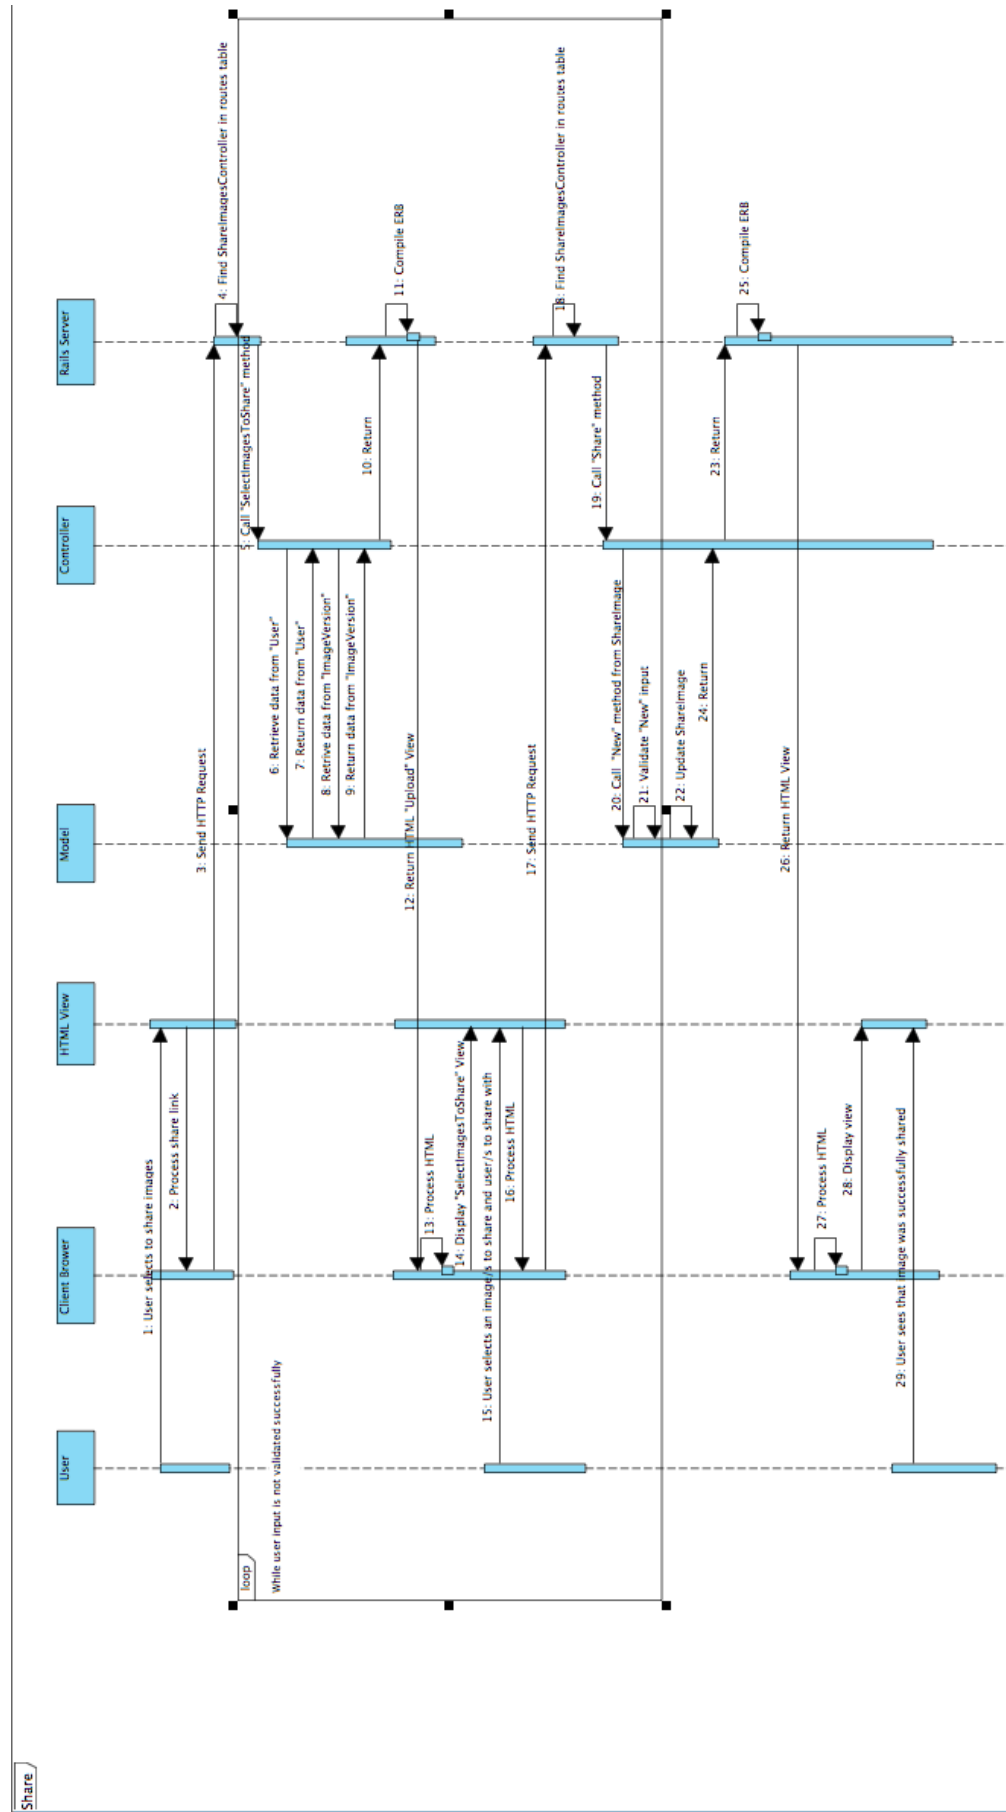 Share
User
Client Brower
HTML View
Model
Controller
Rails Server
1: User selects to share images
2: Process share link
3: Send HTTP Request
4: Find ShareImagesController in routes table
loop
While user input is not validated successfully
5: Call "SelectImagesToShare" method
6: Retrieve data from "User"
7: Return data from "User"
8: Retrive data from "ImageVersion"
9: Return data from "ImageVersion"
10: Return
11: Compile ERB
12: Return HTML "Upload" View
13: Process HTML
14: Display "SelectImagesToShare" View
15: User selects an image/s to share and user/s to share with
16: Process HTML
17: Send HTTP Request
18: Find ShareImagesController in routes table
19: Call "Share" method
20: Call "New" method from ShareImage
21: Validate "New" input
22: Update ShareImage
24: Return
23: Return
25: Compile ERB
26: Return HTML View
27: Process HTML
28: Display view
29: User sees that image was successfully shared